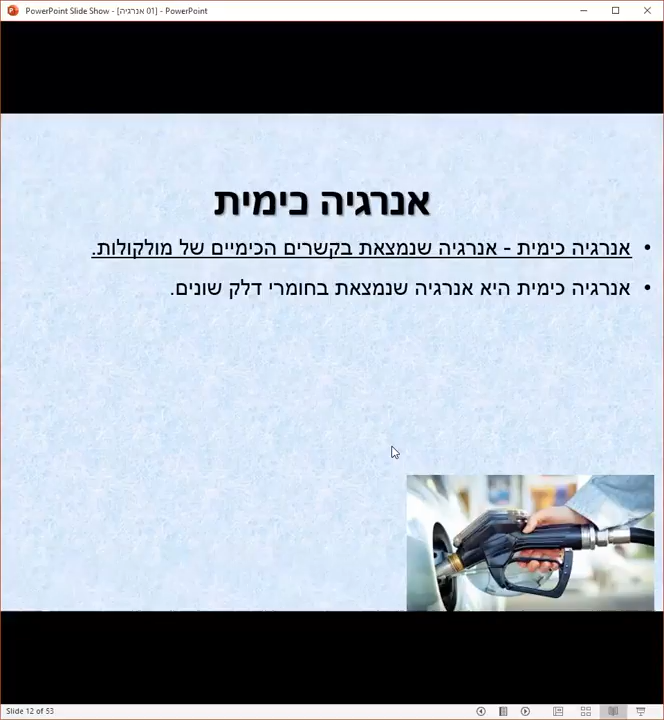 PowerPoint Slide Show - [01 אנרגיה] - PowerPoint
אנרגיה כימית
• אנרגיה כימית - אנרגיה שנמצאת בקשרים הכימיים של מולקולות.
• אנרגיה כימית היא אנרגיה שנמצאת בחומרי דלק שונים.
Slide 12 of 53